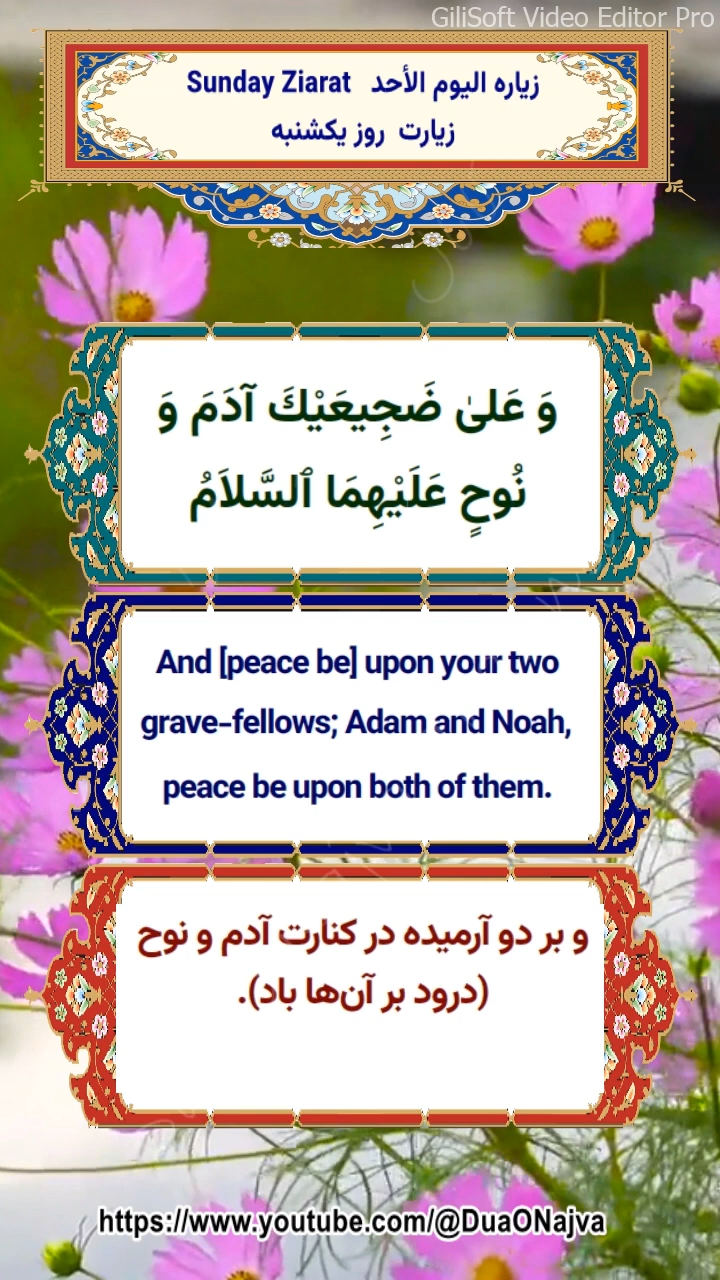 GiliSoft Video Editor Pro
Sunday Ziarat زیاره الیوم الأحد
زیارت روز یکشنبه
وَ عَلىٰ ضَجِيعَيْكَ آدَمَ وَ
نُوحٍ عَلَيْهِمَا ٱلسَّلاَمُ
And [peace be] upon your two
grave-fellows; Adam and Noah,
peace be upon both of them.
و بر دو آرمیده در کنارت آدم و نوح
(درود بر آن‌ها باد).
https://www.youtube.com/@DuaONajva